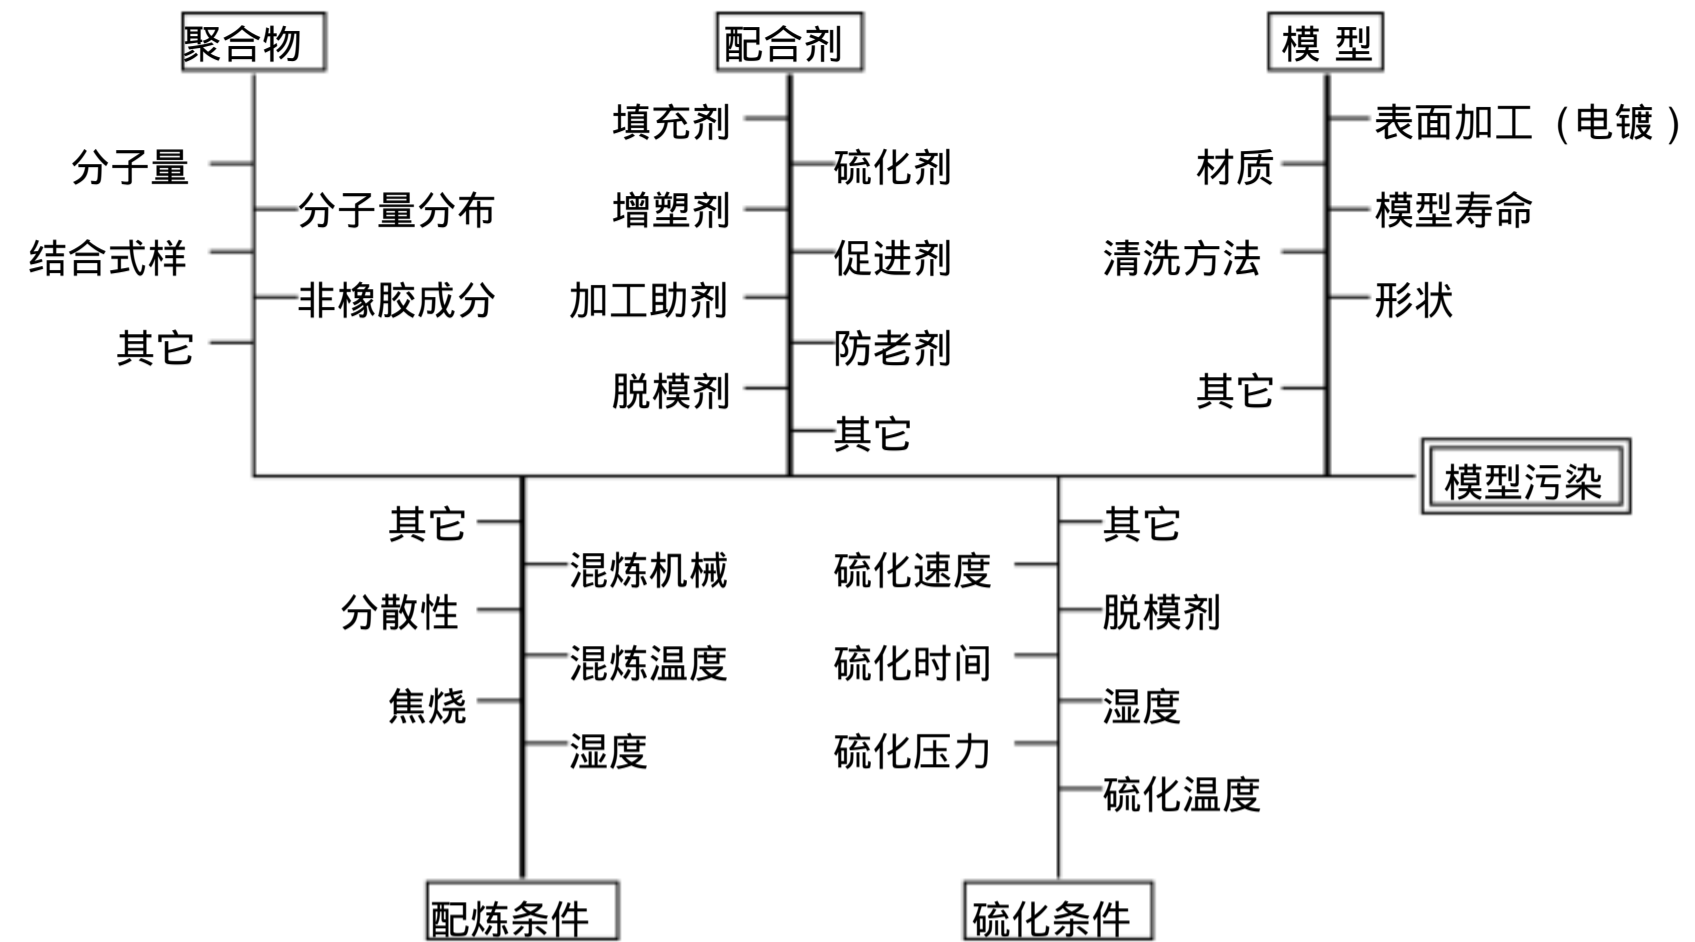 聚合物
分子量
分子量分布
结合式样
非橡胶成分
其它
配合剂
填充剂
硫化剂
增塑剂
促进剂
加工助剂
防老剂
脱模剂
其它
模 型
表面加工（电镀）
材质
模型寿命
清洗方法
形状
其它
模型污染
其它
混炼机械
分散性
混炼温度
焦烧
湿度
配炼条件
其它
硫化速度
脱模剂
硫化时间
湿度
硫化压力
硫化温度
硫化条件